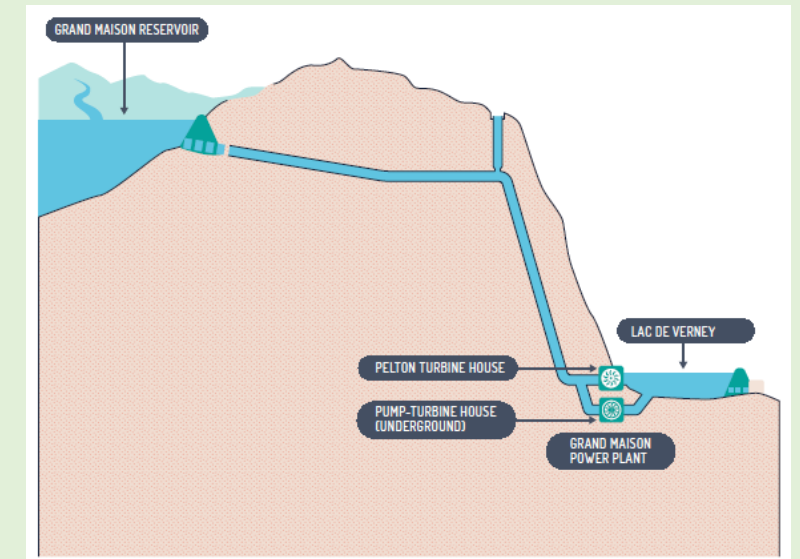 GRAND MAISON RESERVOIR
LAC DE VERNEY
PELTON TURBINE HOUSE
PUMP-TURBINE HOUSE
(UNDERGROUND)
GRAND MAISON
POWER PLANT